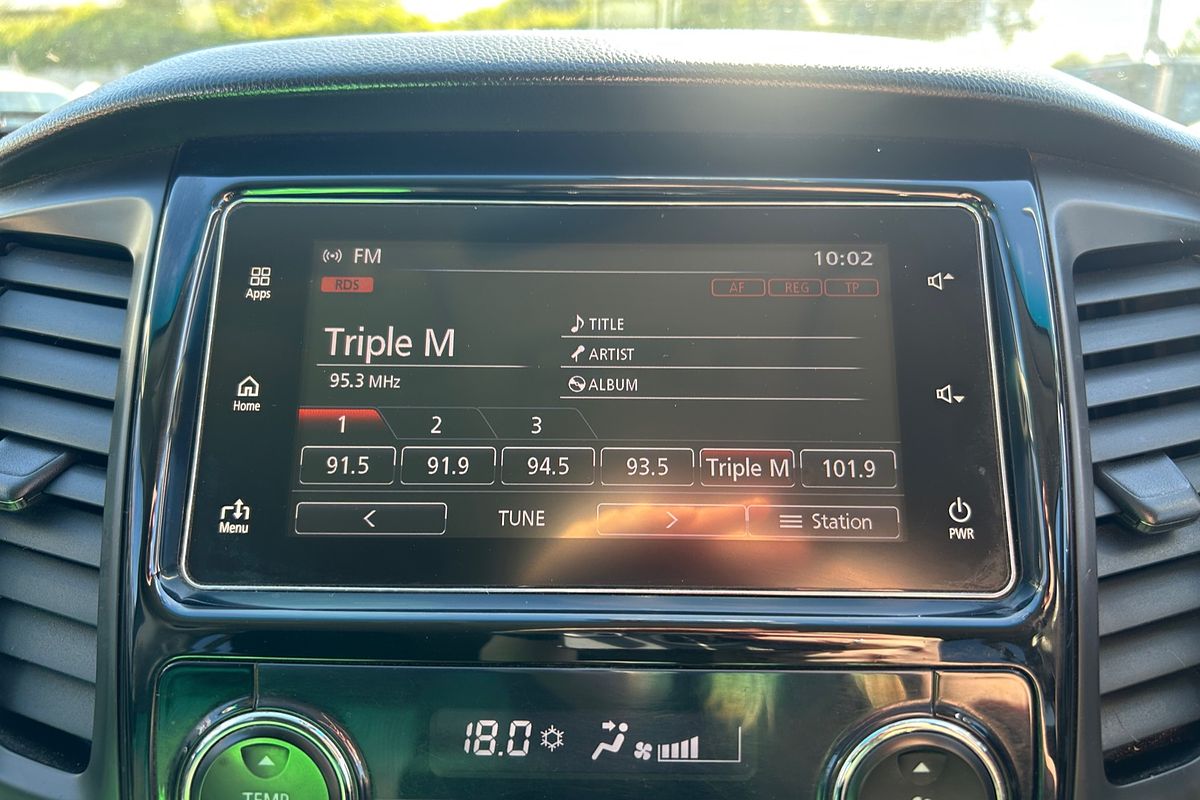 FM
10:02
Apps
RDS
AF REG TP
Triple M
95.3 MHz
TITLE
ARTIST
ALBUM
Home
1 2 3
91.5 91.9 94.5 93.5 Triple M 101.9
< TUNE > Station
Menu
PWR
18.0
TEMP